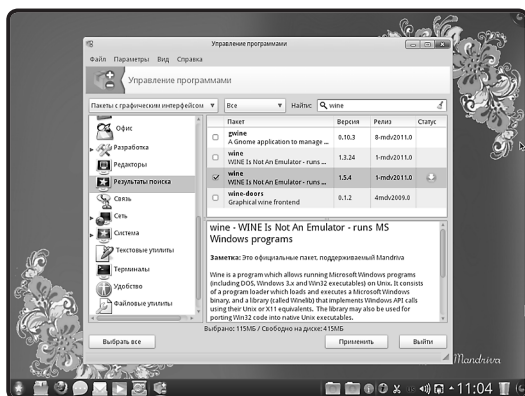 Управление программами
Файл Параметры Вид Справка
Управление программами
Пакеты с графическим интерфейсом
Все
Найти:
wine
Офис
Разработка
Редакторы
Результаты поиска
Связь
Сеть
Система
Текстовые утилиты
Терминалы
Удобство
Файловые утилиты
Пакет Версия Релиз Статус
gwine
A Gnome application to manage ...
0.10.3 8-mdv2011.0
wine
WINE Is Not An Emulator - runs ...
1.3.24 1-mdv2011.0
wine
WINE Is Not An Emulator - runs ...
1.5.4 1-mdv2011.0
wine-doors
Graphical wine frontend
0.1.2 4mdv2009.0
wine - WINE Is Not An Emulator - runs MS
Windows programs
Заметка: Это официальные пакет, поддерживаемый Mandriva
Wine is a program which allows running Microsoft Windows programs
(including DOS, Windows 3.x and Win32 executables) on Unix. It consists
of a program loader which loads and executes a Microsoft Windows
binary, and a library (called Winelib) that implements Windows API calls
using their Unix or X11 equivalents. The library may also be used for
porting Win32 code into native Unix executables.
Выбрано: 115МБ / Свободно на диске: 415МБ
Выбрать все
Применить
Выйти
Mandriva
11:04